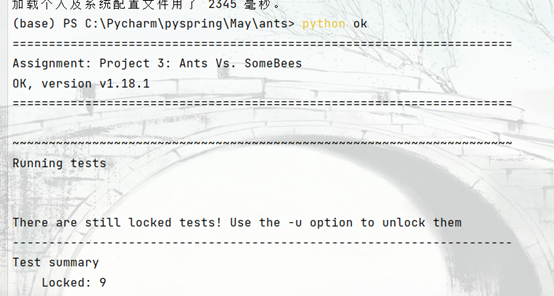 加载个人及系统配置文件用了 2345 毫秒。
(base) PS C:\Pycharm\pyspring\May\ants> python ok
=====================================================================
Assignment: Project 3: Ants Vs. SomeBees
OK, version v1.18.1
=====================================================================
~~~~~~~~~~~~~~~~~~~~~~~~~~~~~~~~~~~~~~~~~~~~~~~~~~~~~~~~~~~~~~~~~~~~~
Running tests
There are still locked tests! Use the -u option to unlock them
---------------------------------------------------------------------
Test summary
    Locked: 9